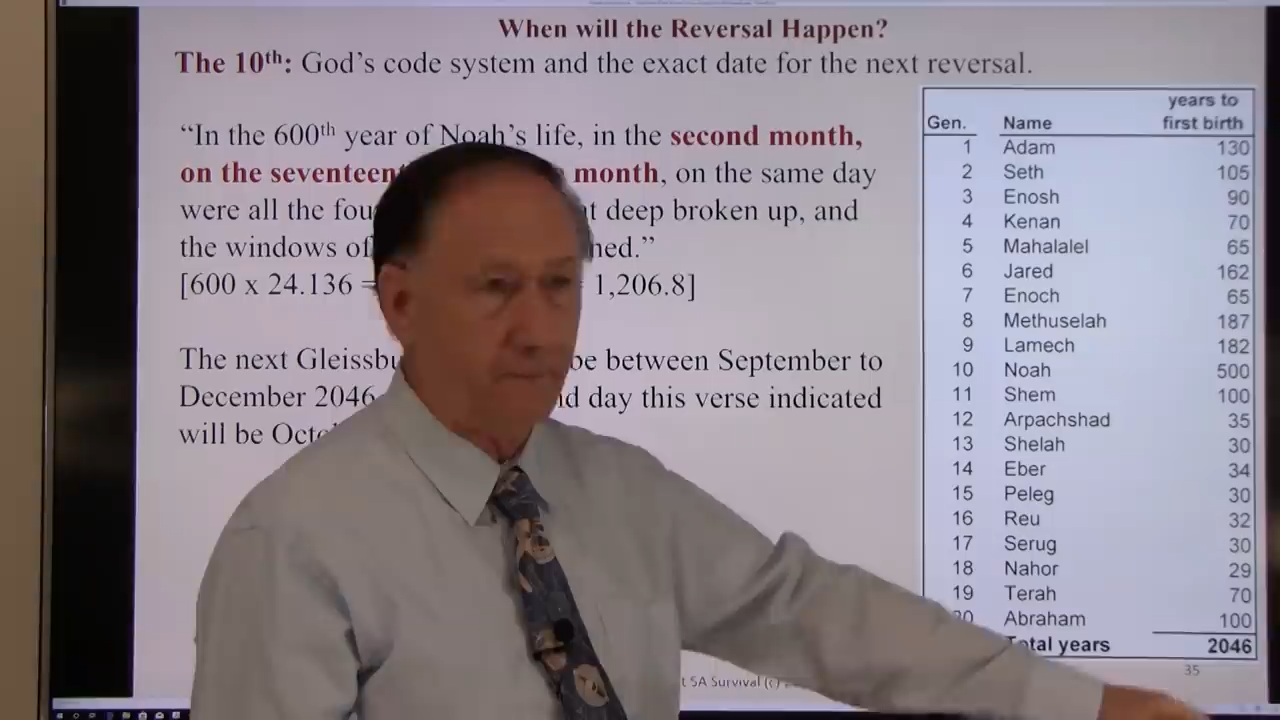 When will the Reversal Happen?
The 10th: God's code system and the exact date for the next reversal.
"In the 600th year of Noah's life, in the second month,
on the seventeent month, on the same day
were all the fou t deep broken up, and
the windows of ned."
[600 x 24.136 = 1,206.8]
The next Gleissbu be between September to
December 2046 d day this verse indicated
will be Octo
Gen. Name years to first birth
1 Adam 130
2 Seth 105
3 Enosh 90
4 Kenan 70
5 Mahalalel 65
6 Jared 162
7 Enoch 65
8 Methuselah 187
9 Lamech 182
10 Noah 500
11 Shem 100
12 Arpachshad 35
13 Shelah 30
14 Eber 34
15 Peleg 30
16 Reu 32
17 Serug 30
18 Nahor 29
19 Terah 70
20 Abraham 100
Total years 2046
t SA Survival (c)
35